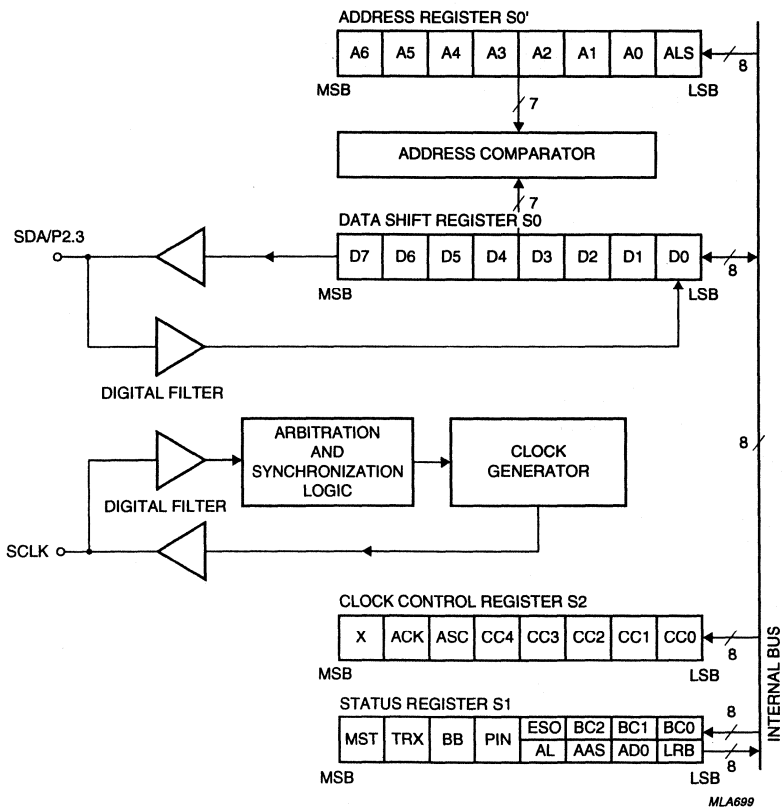 ADDRESS REGISTER S0'
A6 A5 A4 A3 A2 A1 A0 ALS
8
MSB LSB
7
ADDRESS COMPARATOR
7
DATA SHIFT REGISTER S0
SDA/P2.3
D7 D6 D5 D4 D3 D2 D1 D0
8
MSB LSB
DIGITAL FILTER
ARBITRATION
AND
SYNCHRONIZATION
LOGIC
CLOCK
GENERATOR
8
DIGITAL FILTER
SCLK
CLOCK CONTROL REGISTER S2
X ACK ASC CC4 CC3 CC2 CC1 CC0
8
MSB LSB
STATUS REGISTER S1
8
MST TRX BB PIN
ESO BC2 BC1 BC0
AL AAS AD0 LRB
8
MSB LSB
INTERNAL BUS
MLA699